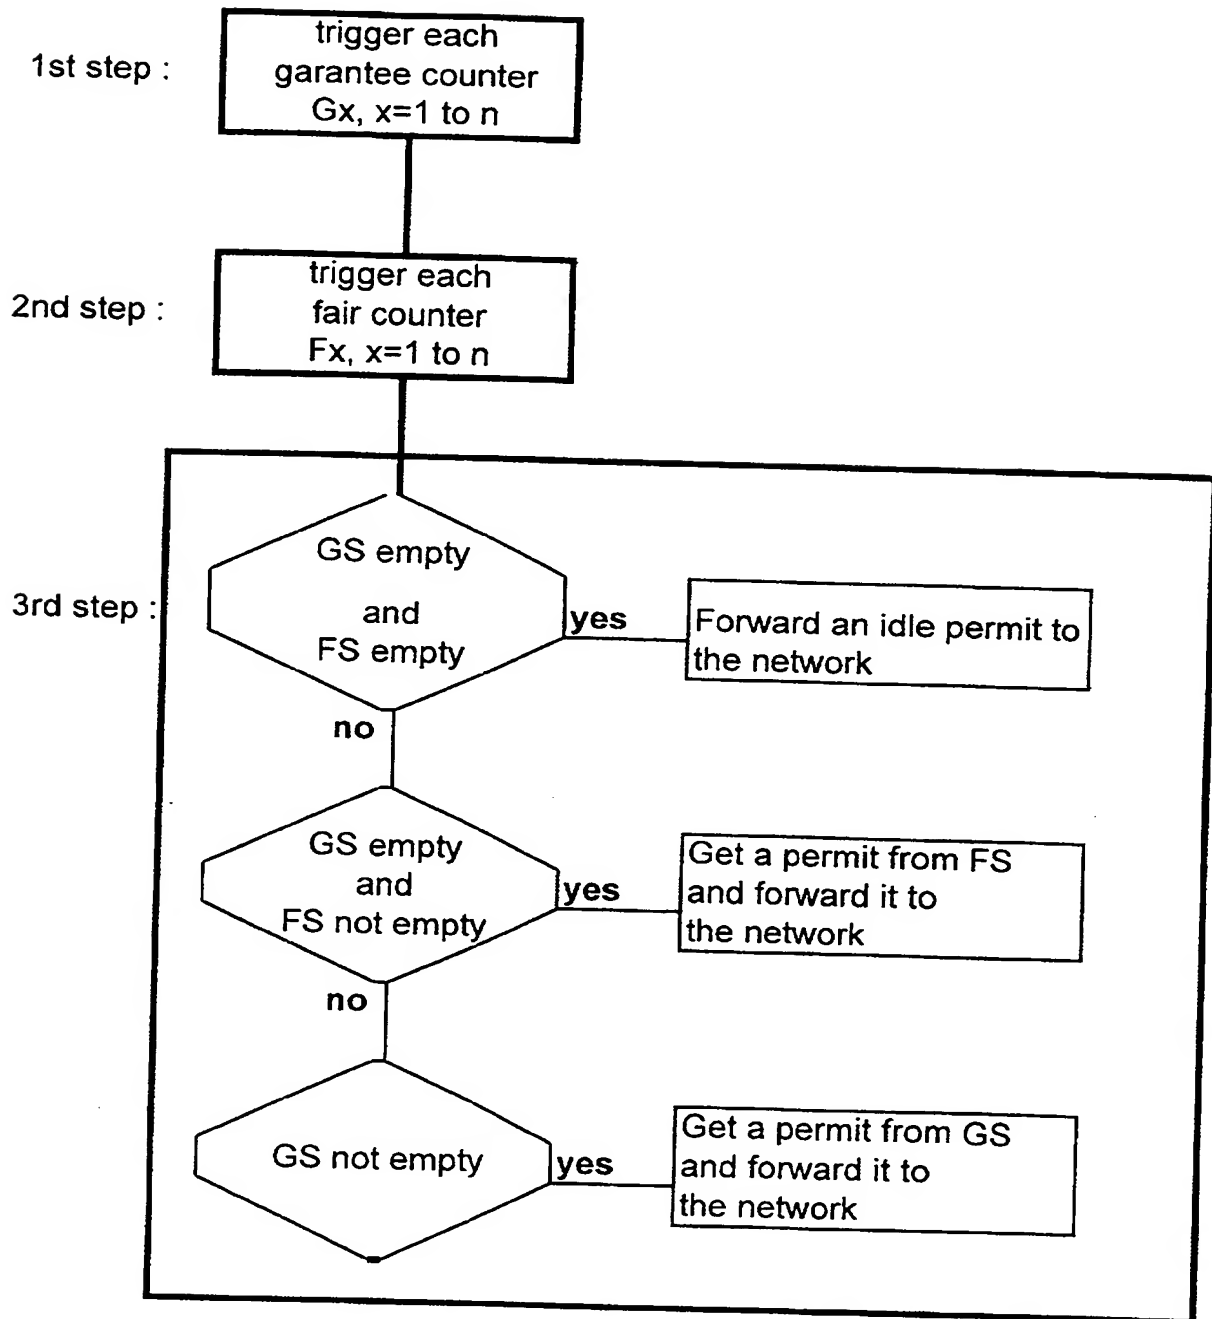 1st step :
trigger each
garantee counter
Gx, x=1 to n
2nd step :
trigger each
fair counter
Fx, x=1 to n
3rd step :
GS empty
and
FS empty
yes
Forward an idle permit to
the network
no
GS empty
and
FS not empty
yes
Get a permit from FS
and forward it to
the network
no
GS not empty
yes
Get a permit from GS
and forward it to
the network